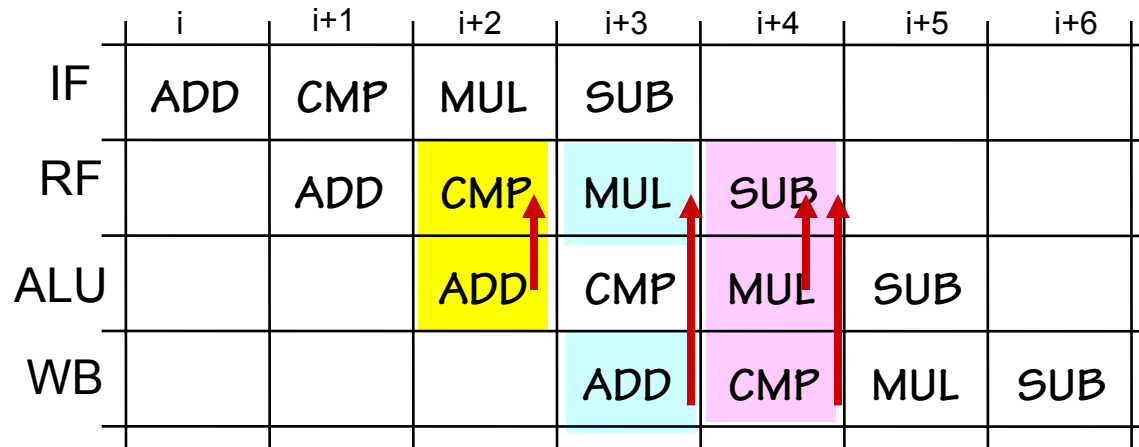 i i+1 i+2 i+3 i+4 i+5 i+6
IF ADD CMP MUL SUB
RF ADD CMP MUL SUB
ALU ADD CMP MUL SUB
WB ADD CMP MUL SUB